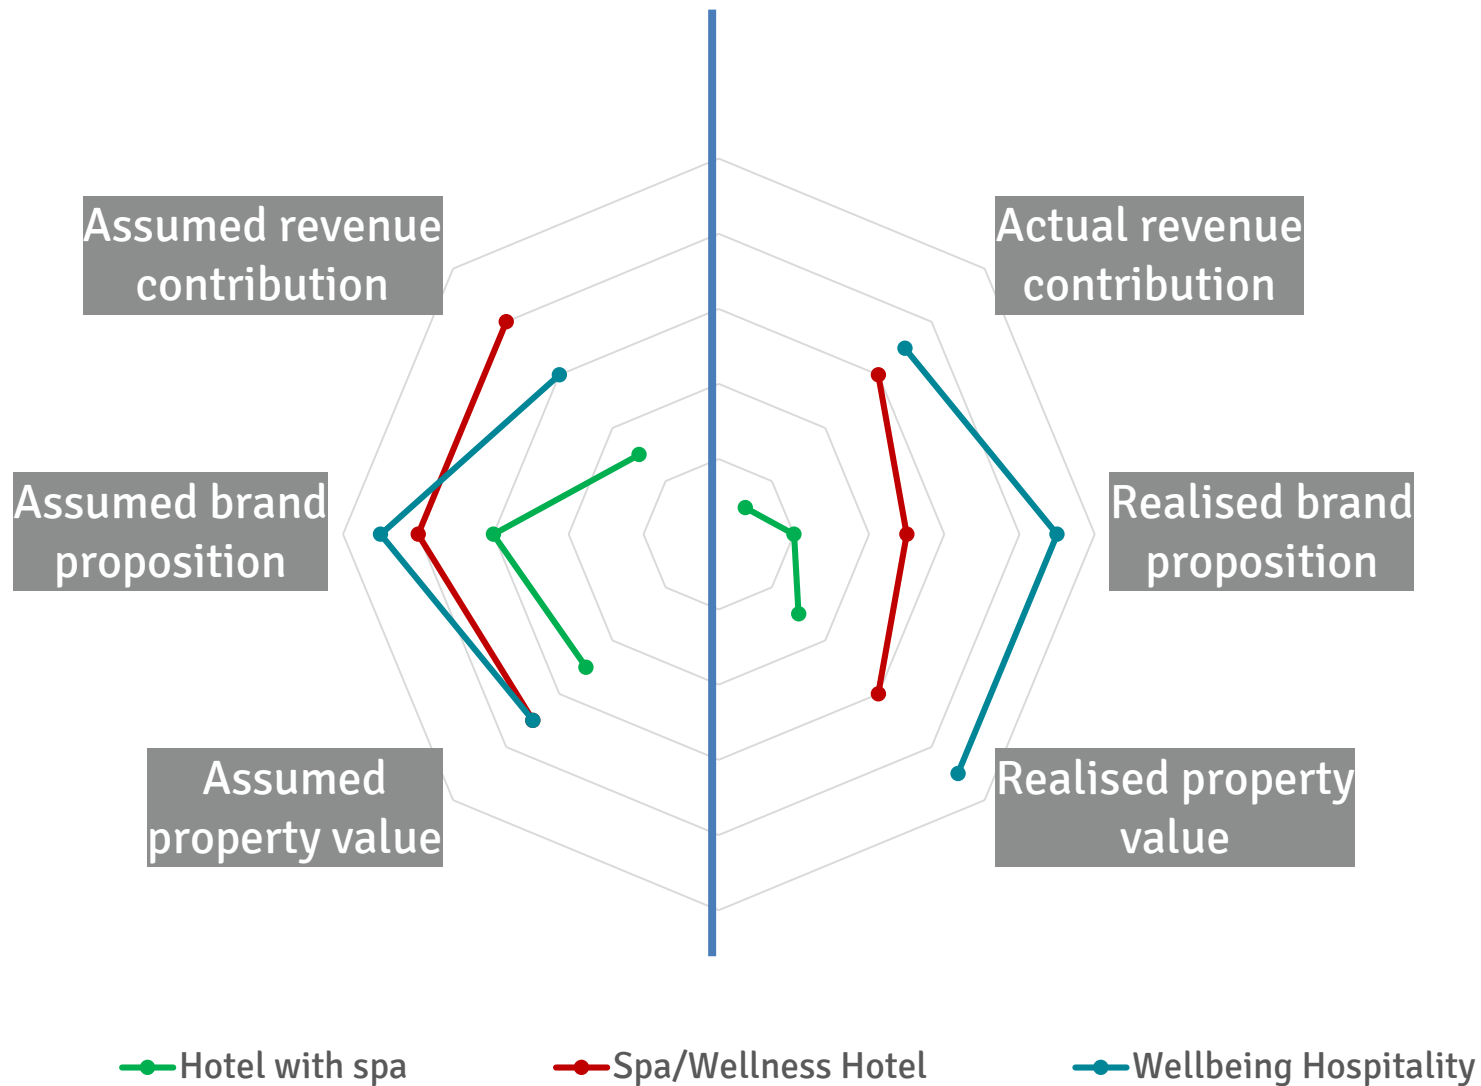 Assumed revenue
contribution
Actual revenue
contribution
Assumed brand
proposition
Realised brand
proposition
Assumed
property value
Realised property
value
Hotel with spa
Spa/Wellness Hotel
Wellbeing Hospitality